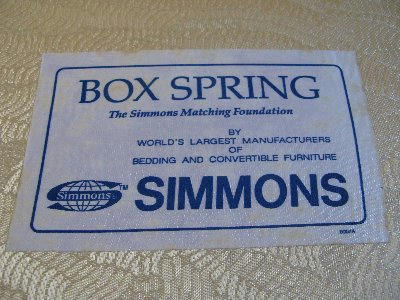 BOX SPRING
The Simmons Matching Foundation
BY
WORLD'S LARGEST MANUFACTURERS
OF
BEDDING AND CONVERTIBLE FURNITURE
Simmons TM SIMMONS